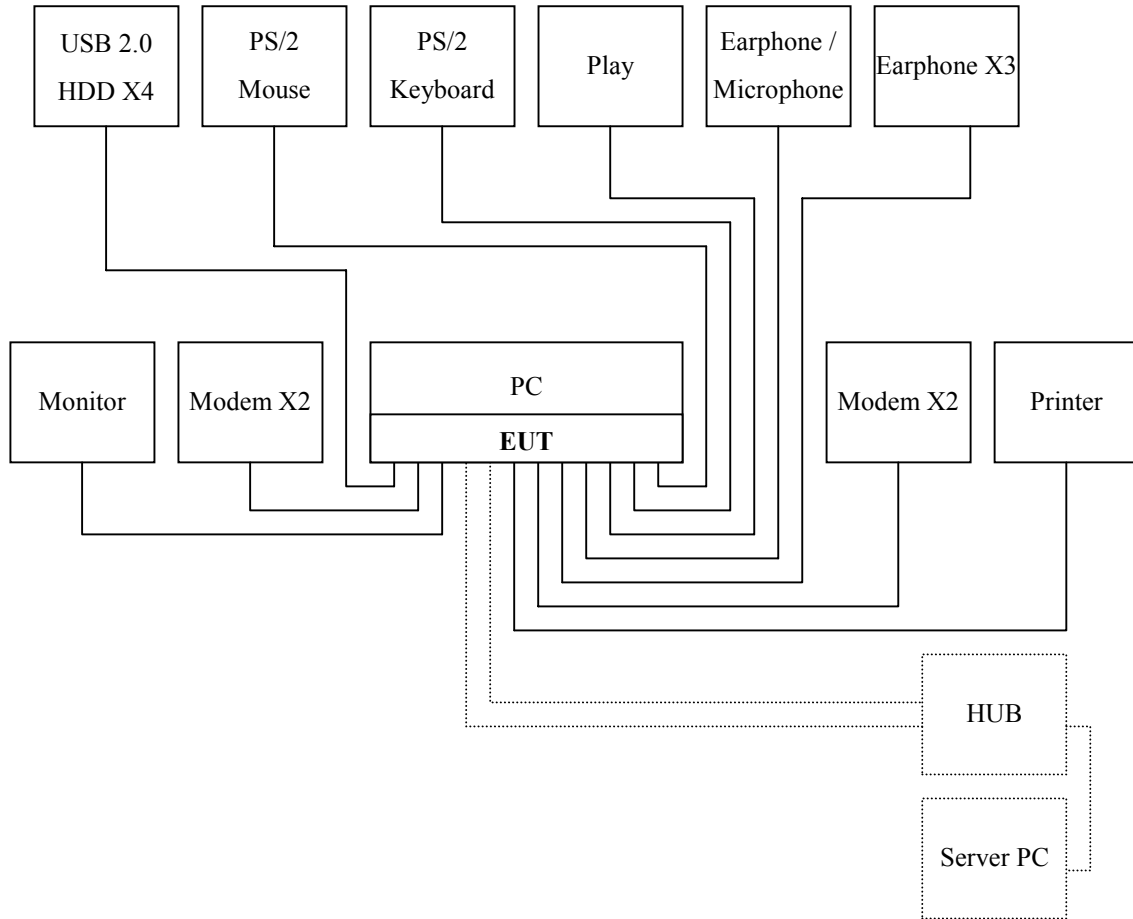 USB 2.0
HDD X4
PS/2
Mouse
PS/2
Keyboard
Play
Earphone /
Microphone
Earphone X3
Monitor
Modem X2
PC
EUT
Modem X2
Printer
HUB
Server PC